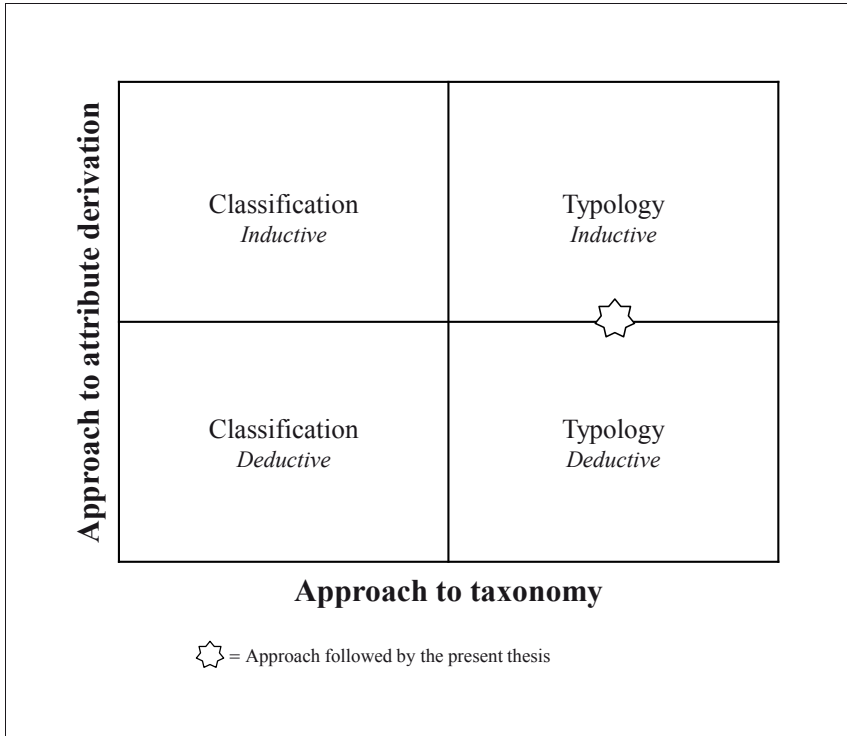 Approach to attribute derivation
Classification
Inductive
Typology
Inductive
Classification
Deductive
Typology
Deductive
Approach to taxonomy
= Approach followed by the present thesis